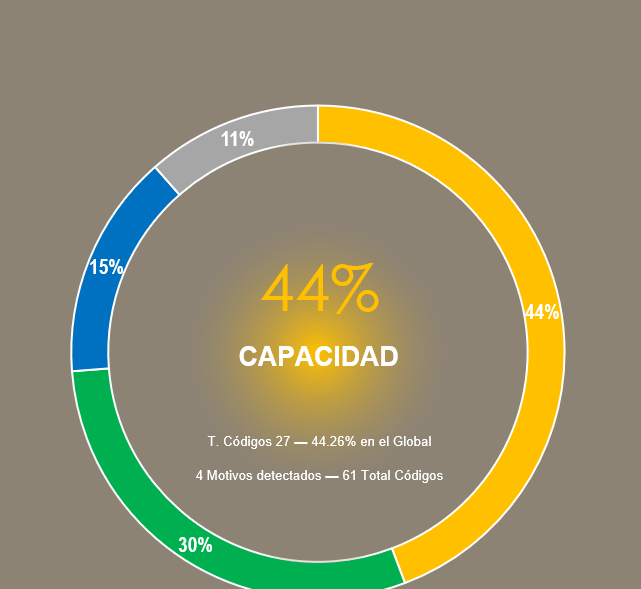 11%
15%
44%
44%
CAPACIDAD
T. Códigos 27 — 44.26% en el Global
4 Motivos detectados — 61 Total Códigos
30%